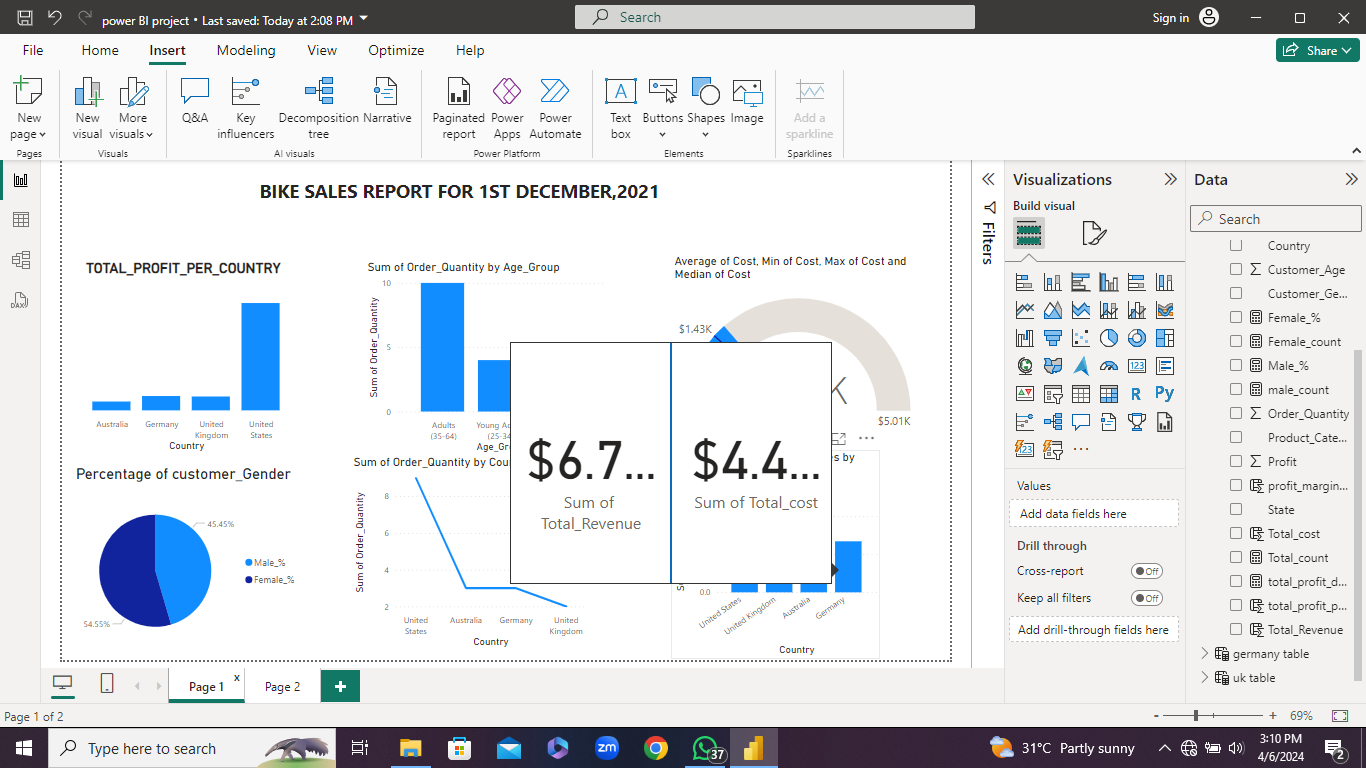 power BI project • Last saved: Today at 2:08 PM
Search
Sign in
File Home Insert Modeling View Optimize Help
Share
New page
New visual
More visuals
Q&A
Key influencers
Decomposition tree
Narrative
Paginated report
Power Apps
Power Automate
Text box
Buttons
Shapes
Image
Add a sparkline
Pages
Visuals
AI visuals
Power Platform
Elements
Sparklines
BIKE SALES REPORT FOR 1ST DECEMBER,2021
TOTAL_PROFIT_PER_COUNTRY
Australia
Germany
United Kingdom
United States
Country
Sum of Order_Quantity by Age_Group
Sum of Order_Quantity
10
5
0
Adults
(35-64)
Young Ad
(25-34
Age_Gro
Average of Cost, Min of Cost, Max of Cost and
Median of Cost
$1.43K
K
$5.01K
$6.7...
Sum of
Total_Revenue
$4.4...
Sum of Total_cost
Percentage of customer_Gender
45.45%
54.55%
Male_%
Female_%
Sum of Order_Quantity by Cou
Sum of Order_Quantity
8
6
4
2
United
States
Australia
Germany
United
Kingdom
Country
s by
0.0
United States
United Kingdom
Australia
Germany
Country
Filters
Visualizations
Build visual
Values
Add data fields here
Drill through
Cross-report
Off
Keep all filters
Off
Add drill-through fields here
Data
Search
Country
Customer_Age
Customer_Ge...
Female_%
Female_count
Male_%
male_count
Order_Quantity
Product_Cate...
Profit
profit_margin...
State
Total_cost
Total_count
total_profit_d...
total_profit_p...
Total_Revenue
germany table
uk table
Page 1
x
Page 2
Page 1 of 2
- + 69%
Type here to search
zm
37
31°C Partly sunny
3:10 PM
4/6/2024
2